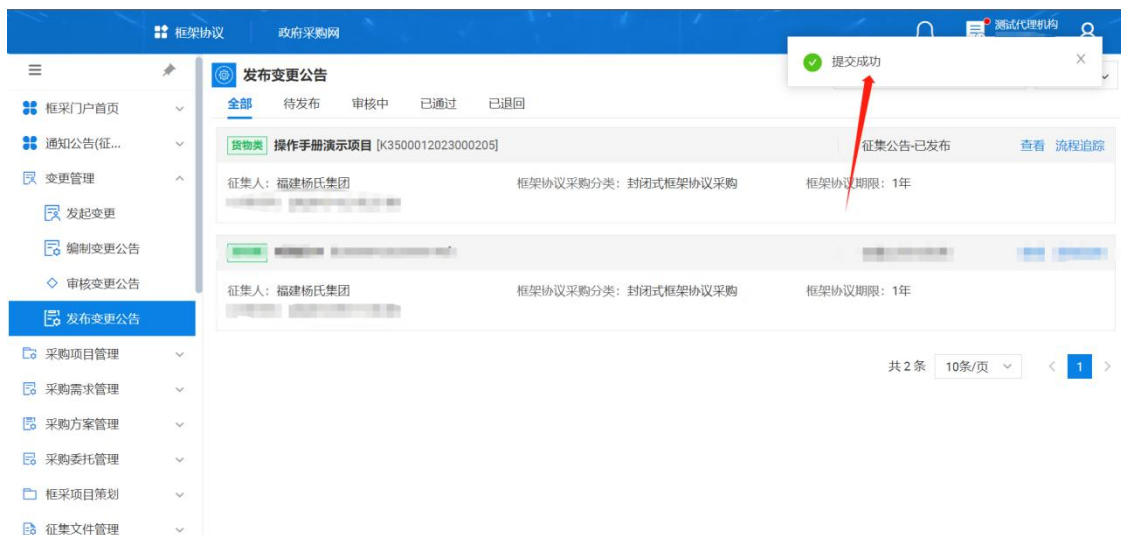 框架协议
政府采购网
测试代理机构
提交成功
发布变更公告
全部 待发布 审核中 已通过 已退回
框采门户首页
通知公告(征...
变更管理
发起变更
编制变更公告
审核变更公告
发布变更公告
采购项目管理
采购需求管理
采购方案管理
采购委托管理
框采项目策划
征集文件管理
货物类 操作手册演示项目 [K3500012023000205] 征集公告-已发布 查看 流程追踪
征集人：福建杨氏集团 框架协议采购分类：封闭式框架协议采购 框架协议期限：1年
征集人：福建杨氏集团 框架协议采购分类：封闭式框架协议采购 框架协议期限：1年
共 2 条 10条/页 < 1 >